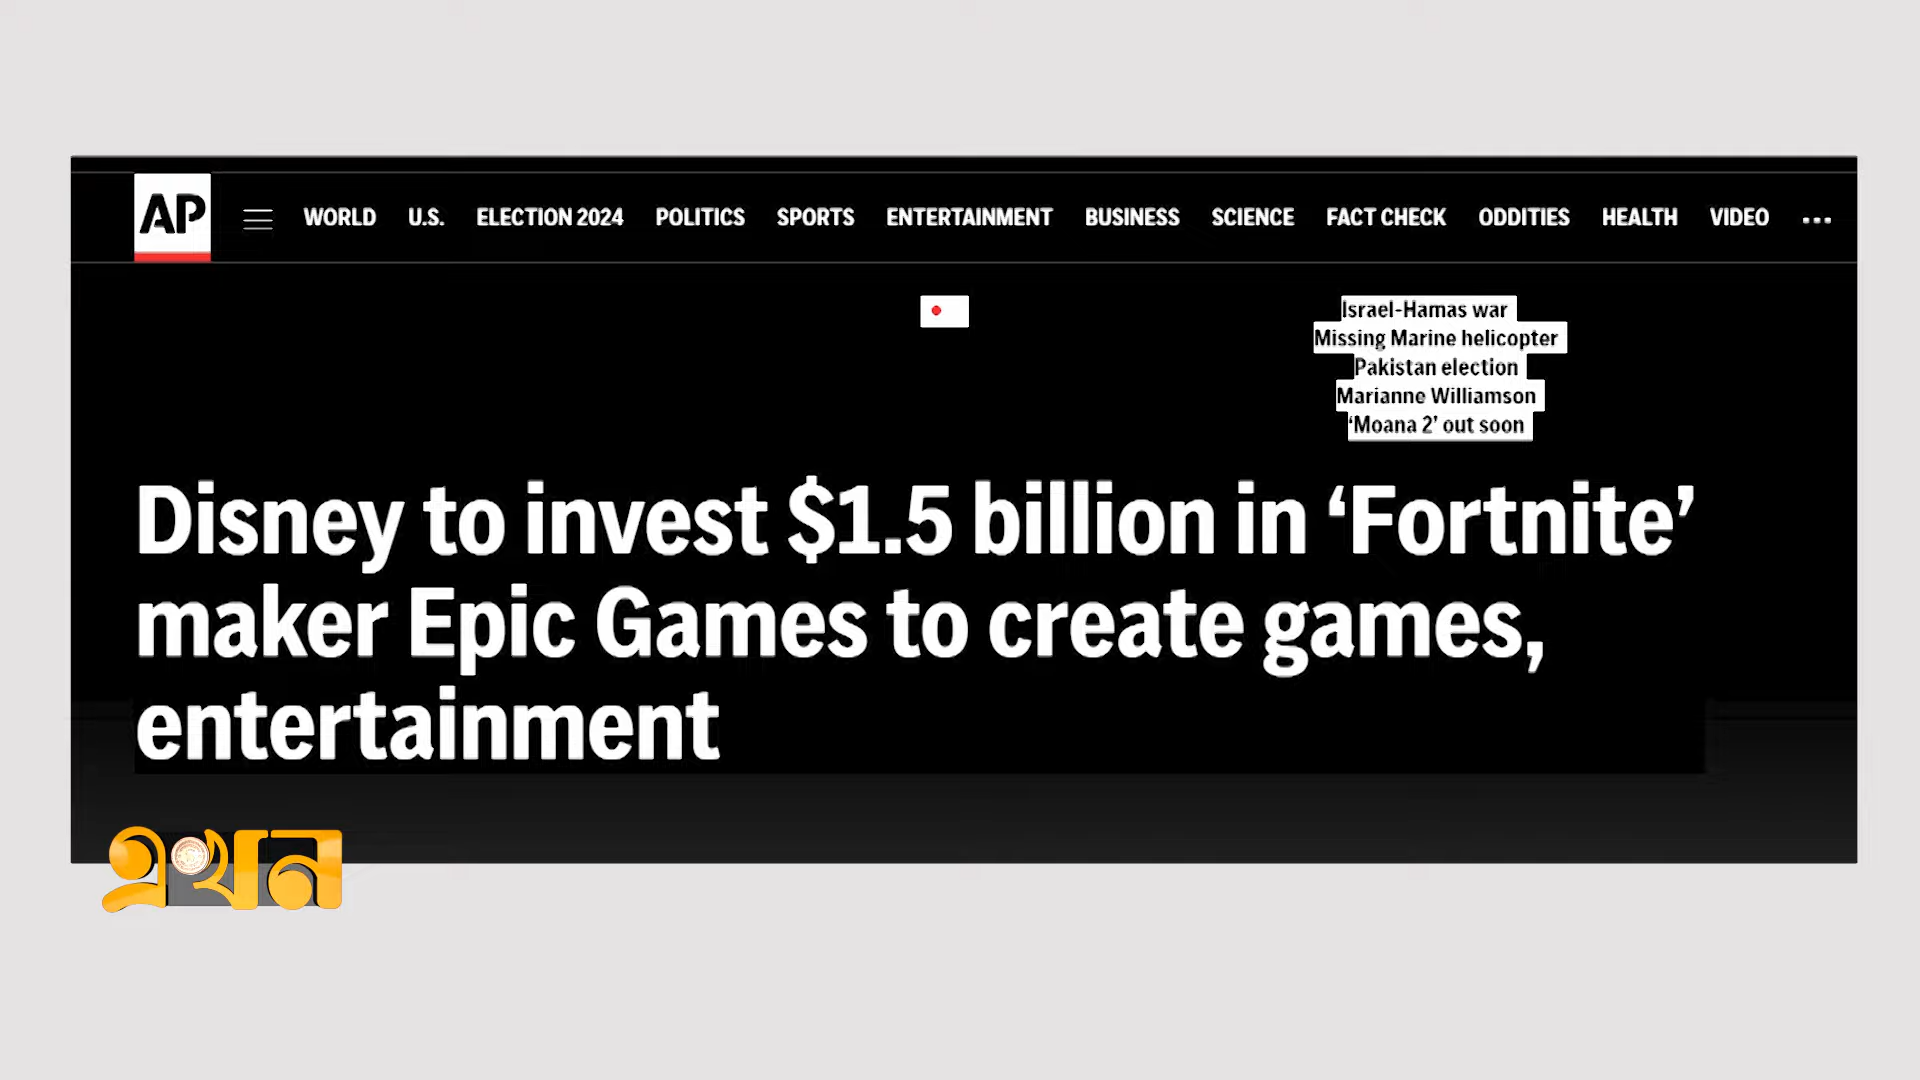 AP
WORLD U.S. ELECTION 2024 POLITICS SPORTS ENTERTAINMENT BUSINESS SCIENCE FACT CHECK ODDITIES HEALTH VIDEO ...
Israel-Hamas war
Missing Marine helicopter
Pakistan election
Marianne Williamson
‘Moana 2’ out soon
Disney to invest $1.5 billion in ‘Fortnite’
maker Epic Games to create games,
entertainment
এখন